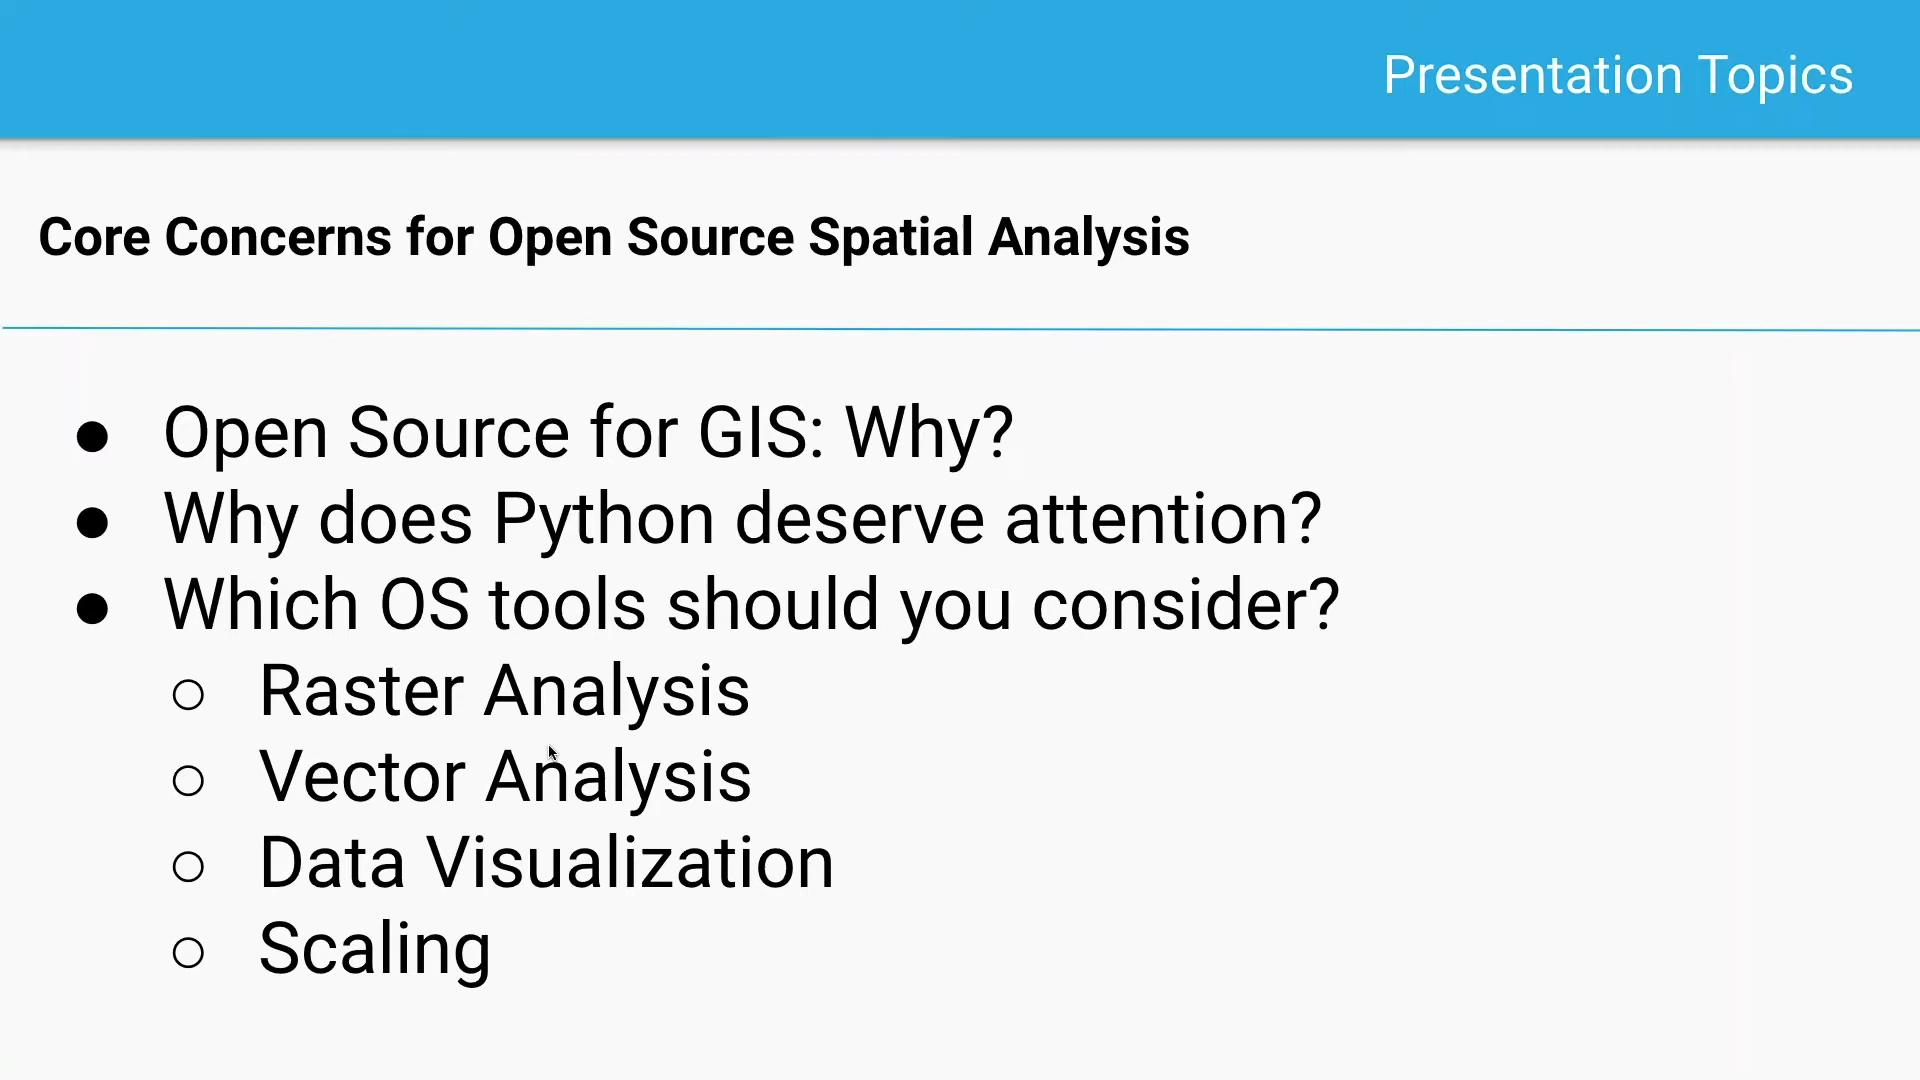 Presentation Topics
Core Concerns for Open Source Spatial Analysis
● Open Source for GIS: Why?
● Why does Python deserve attention?
● Which OS tools should you consider?
○ Raster Analysis
○ Vector Analysis
○ Data Visualization
○ Scaling